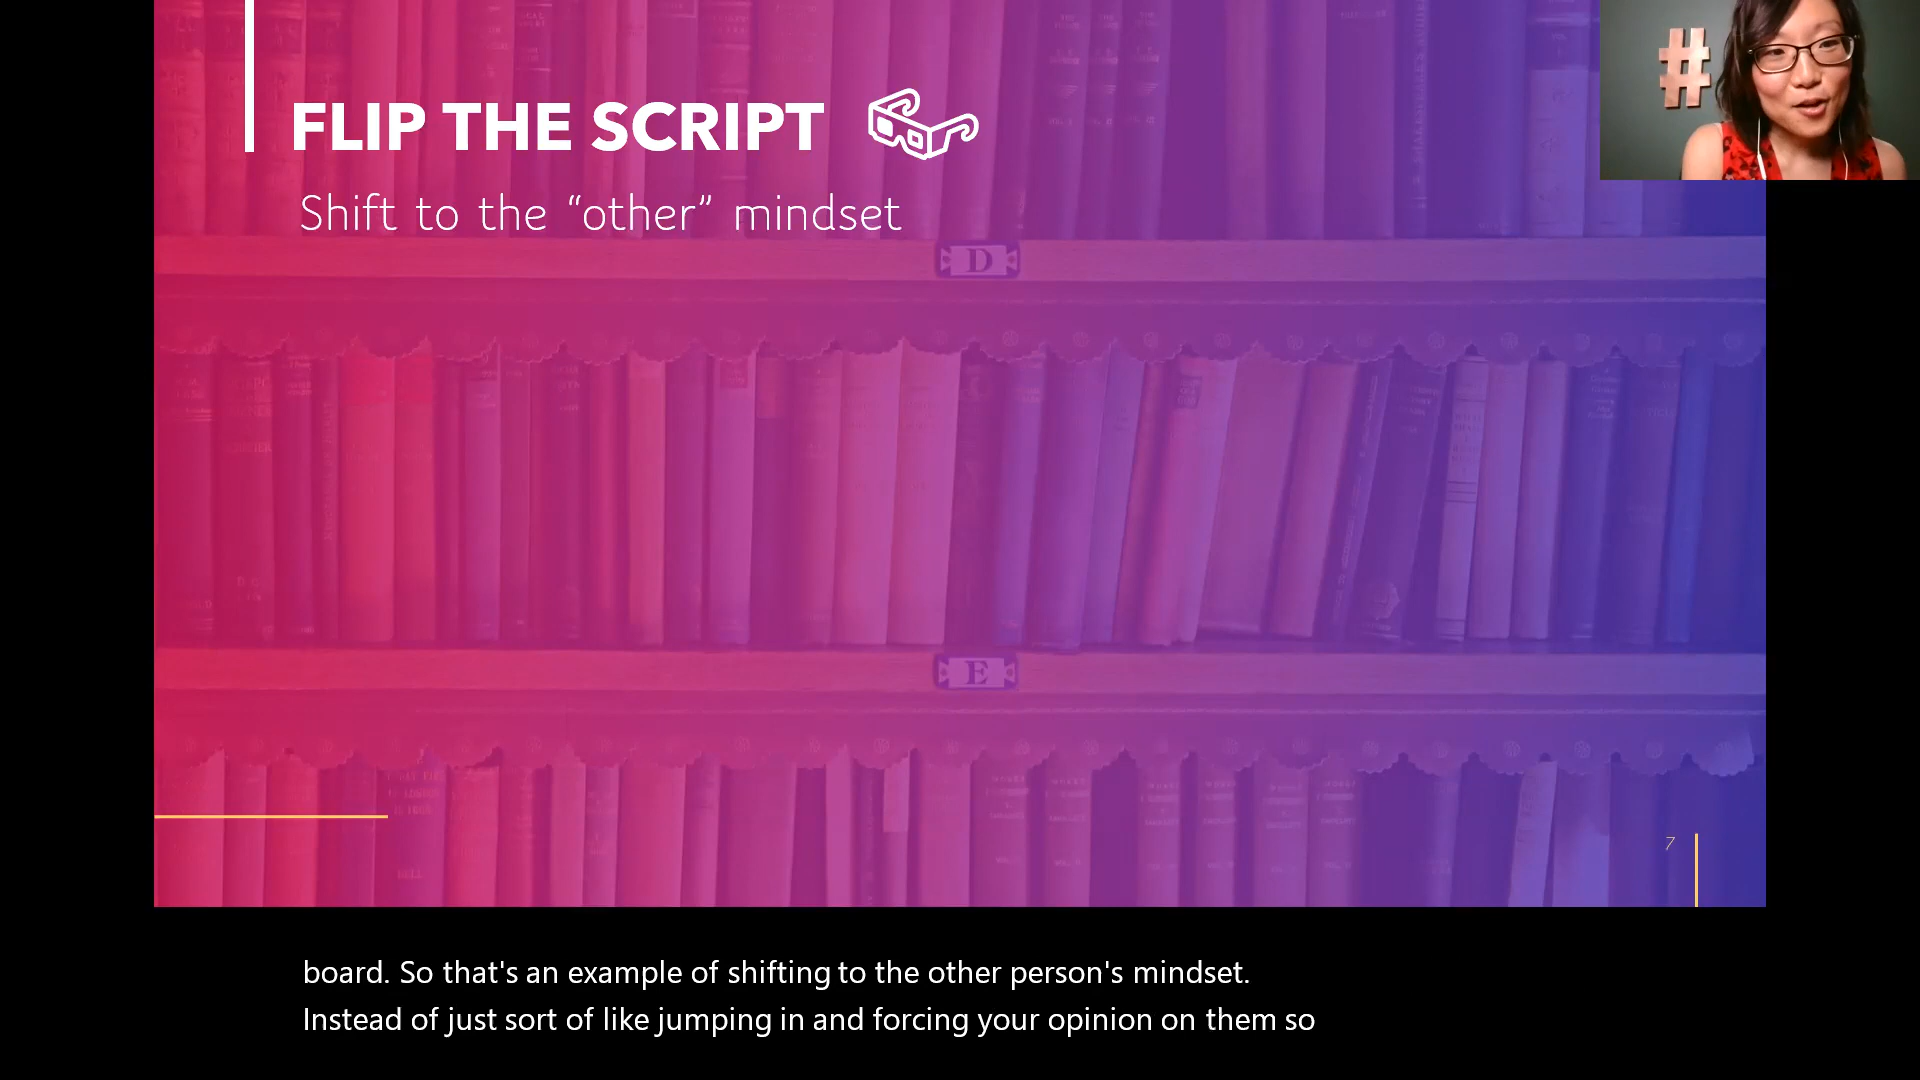 FLIP THE SCRIPT
Shift to the “other” mindset
#
D
E
7
board. So that's an example of shifting to the other person's mindset.
Instead of just sort of like jumping in and forcing your opinion on them so